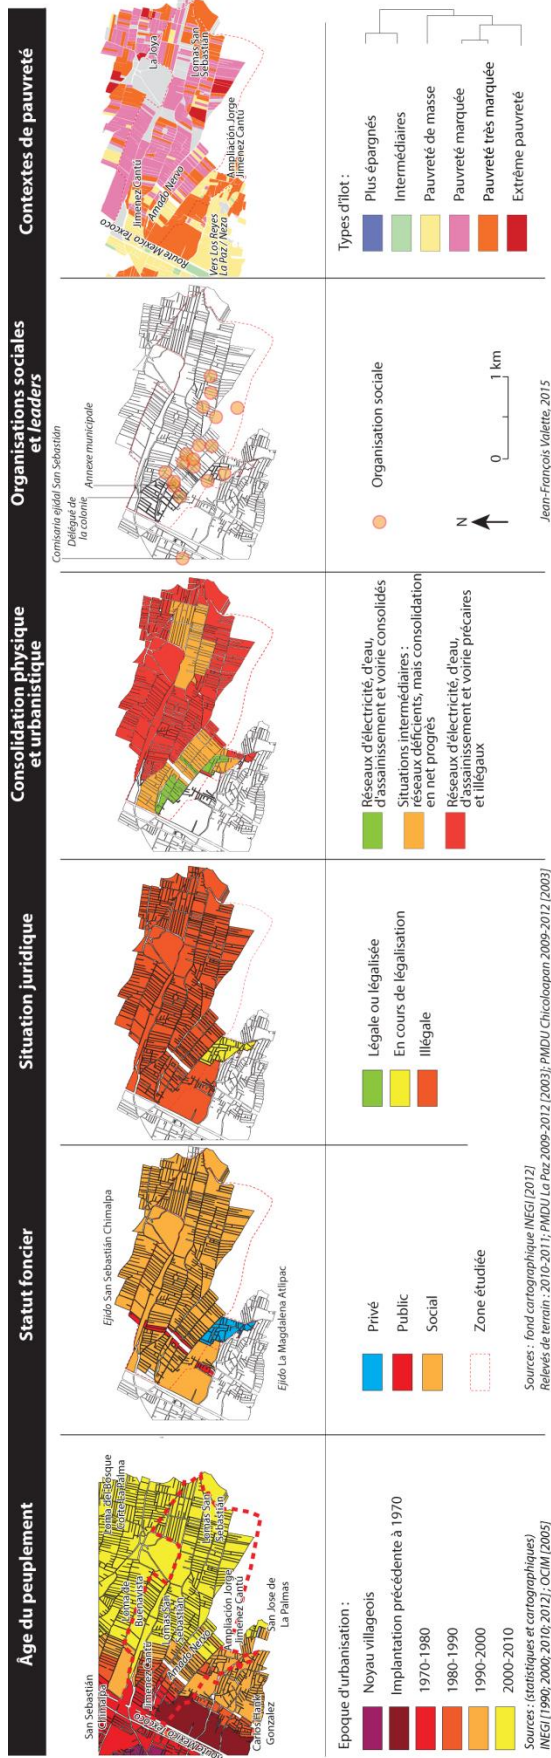 Âge du peuplement
Statut foncier
Situation juridique
Consolidation physique
et urbanistique
Organisations sociales
et leaders
Contextes de pauvreté
San Sebastián
Chimalpa
Loma de
Buenavista
Jiménez Cantú
Lomas San
Sebastián
Amado Nervo
Lomas San
Sebastián
Ampliación Jorge
Jiménez Cantú
Carlos Hank
Gonzalez
San Jose de
La Palmas
Epoque d'urbanisation :
Noyau villageois
Implantation précédente à 1970
1970-1980
1980-1990
1990-2000
2000-2010
Sources : (statistiques et cartographiques)
INEGI [1990; 2000; 2010; 2012] ; OCIM [2005]
Ejido San Sebastián Chimalpa
Ejido La Magdalena Atlipac
Privé
Public
Social
Zone étudiée
Légale ou légalisée
En cours de légalisation
Illégale
Sources : fond cartographique INEGI [2012]
Relevés de terrain : 2010-2011; PMDU La Paz 2009-2012 [2003]; PMDU Chicoloapan 2009-2012 [2003]
Réseaux d'électricité, d'eau,
d'assainissement et voirie consolidés
Situations intermédiaires :
réseaux déficients, mais consolidation
en net progrès
Réseaux d'électricité, d'eau,
d'assainissement et voirie précaires
et illégaux
Comisaria ejidal San Sebastián
Délégué de
la colonie
Annexe municipale
Organisation sociale
N
0
1 km
Jean-François Valette, 2015
La Joya
Lomas San
Sebastián
Jimenez Cantú
Amado Nervo
Ampliación Jorge
Jimenez Cantú
Route Mexico Texcoco
Vers Los Reyes
La Paz / Neza
Types d'îlot :
Plus épargnés
Intermédiaires
Pauvreté de masse
Pauvreté marquée
Pauvreté très marquée
Extrême pauvreté